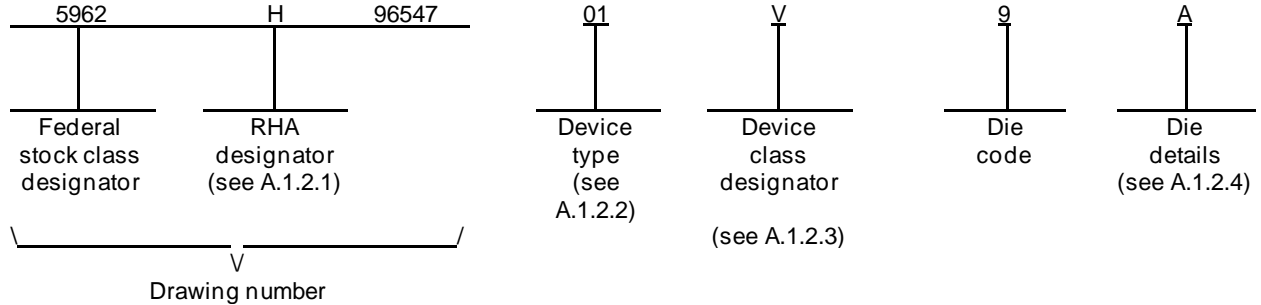 5962 H 96547 01 V 9 A
Federal stock class designator
RHA designator (see A.1.2.1)
Device type (see A.1.2.2)
Device class designator (see A.1.2.3)
Die code
Die details (see A.1.2.4)
Drawing number